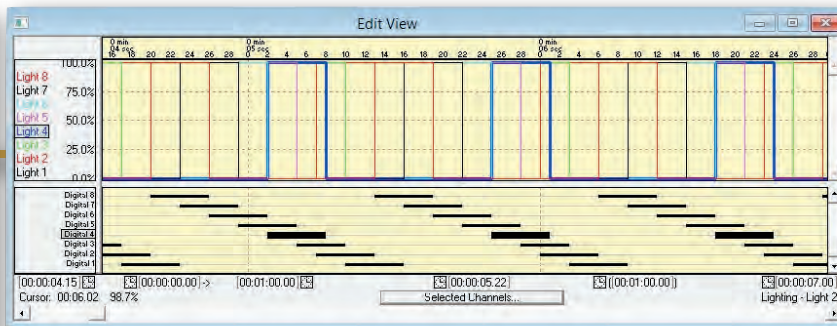 Edit View
0 min 0 min 0 min
04 sec 05 sec 06 sec
16 18 20 22 24 26 28 0 2 4 6 8 10 12 14 16 18 20 22 24 26 28 0 2 4 6 8 10 12 14 16 18 20 22 24 26 28
100.0%
Light 8
Light 7 75.0%
Light 6
Light 5 50.0%
Light 4
Light 3 25.0%
Light 2
Light 1 0.0%
Digital 8
Digital 7
Digital 6
Digital 5
Digital 4
Digital 3
Digital 2
Digital 1
[00:00:04.15] [00:00:00.00] -> [00:01:00.00] [00:00:05.22] ([00:01:00.00]) [00:00:07.00]
Cursor: 00:06.02 98.7% Selected Channels... Lighting - Light 2